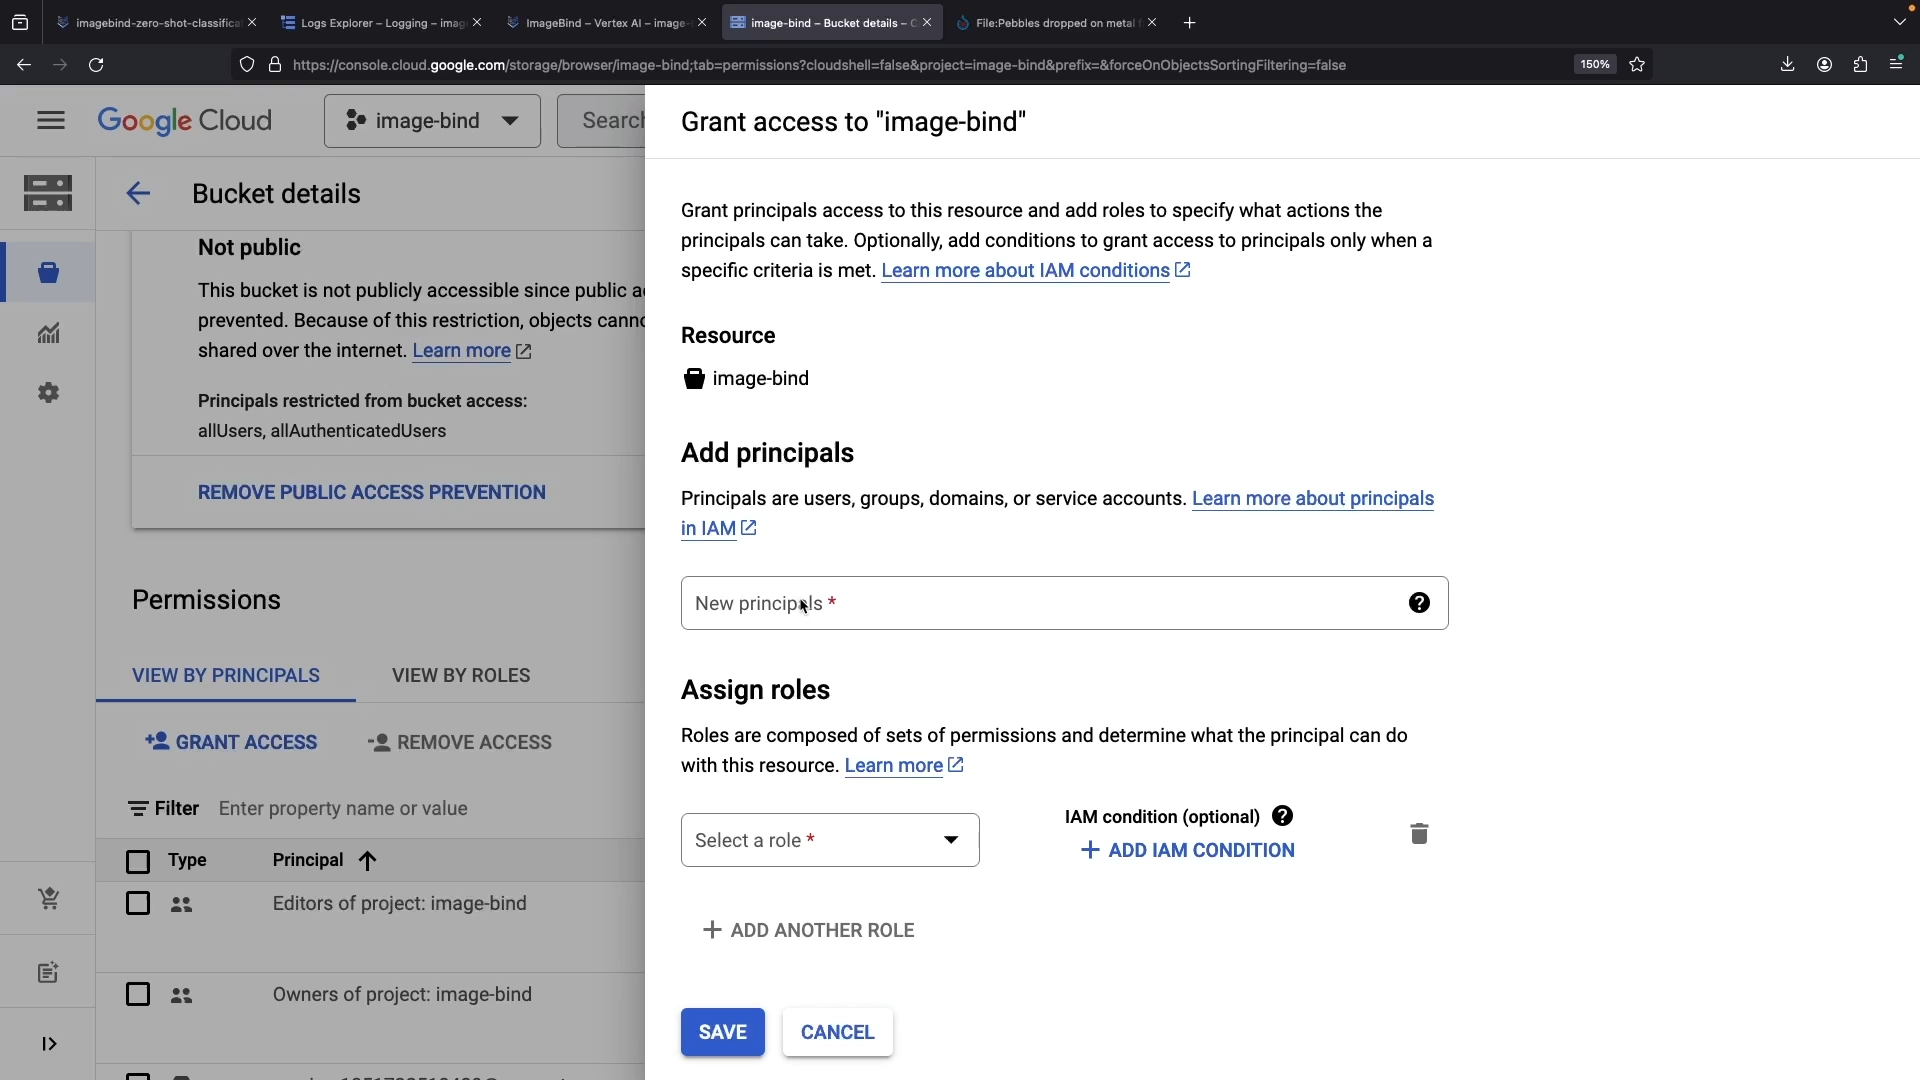 imagebind-zero-shot-classifica
Logs Explorer – Logging – imag
ImageBind – Vertex AI – image-
image-bind – Bucket details – C
File:Pebbles dropped on metal f
https://console.cloud.google.com/storage/browser/image-bind;tab=permissions?cloudshell=false&project=image-bind&prefix=&forceOnObjectsSortingFiltering=false
150%
Google Cloud
image-bind
Search
Bucket details
Not public
This bucket is not publicly accessible since public a
prevented. Because of this restriction, objects canno
shared over the internet. Learn more
Principals restricted from bucket access:
allUsers, allAuthenticatedUsers
REMOVE PUBLIC ACCESS PREVENTION
Permissions
VIEW BY PRINCIPALS
VIEW BY ROLES
GRANT ACCESS
REMOVE ACCESS
Filter
Enter property name or value
Type
Principal
Editors of project: image-bind
Owners of project: image-bind
Grant access to "image-bind"
Grant principals access to this resource and add roles to specify what actions the
principals can take. Optionally, add conditions to grant access to principals only when a
specific criteria is met. Learn more about IAM conditions
Resource
image-bind
Add principals
Principals are users, groups, domains, or service accounts. Learn more about principals
in IAM
New principals *
Assign roles
Roles are composed of sets of permissions and determine what the principal can do
with this resource. Learn more
Select a role *
IAM condition (optional)
+ ADD IAM CONDITION
+ ADD ANOTHER ROLE
SAVE
CANCEL